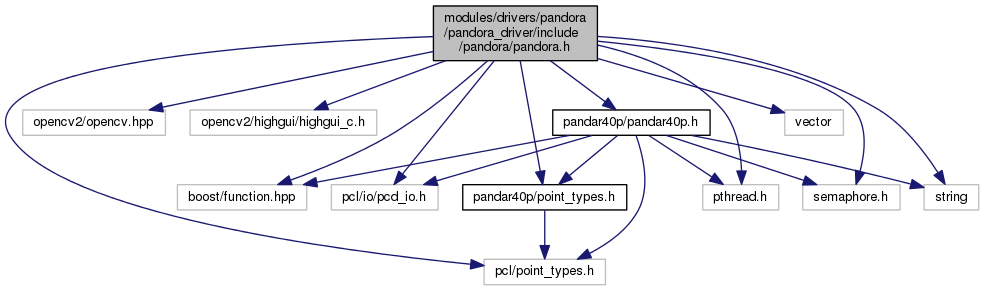 modules/drivers/pandora
/pandora_driver/include
/pandora/pandora.h
opencv2/opencv.hpp
opencv2/highgui/highgui_c.h
pandar40p/pandar40p.h
vector
boost/function.hpp
pcl/io/pcd_io.h
pandar40p/point_types.h
pthread.h
semaphore.h
string
pcl/point_types.h